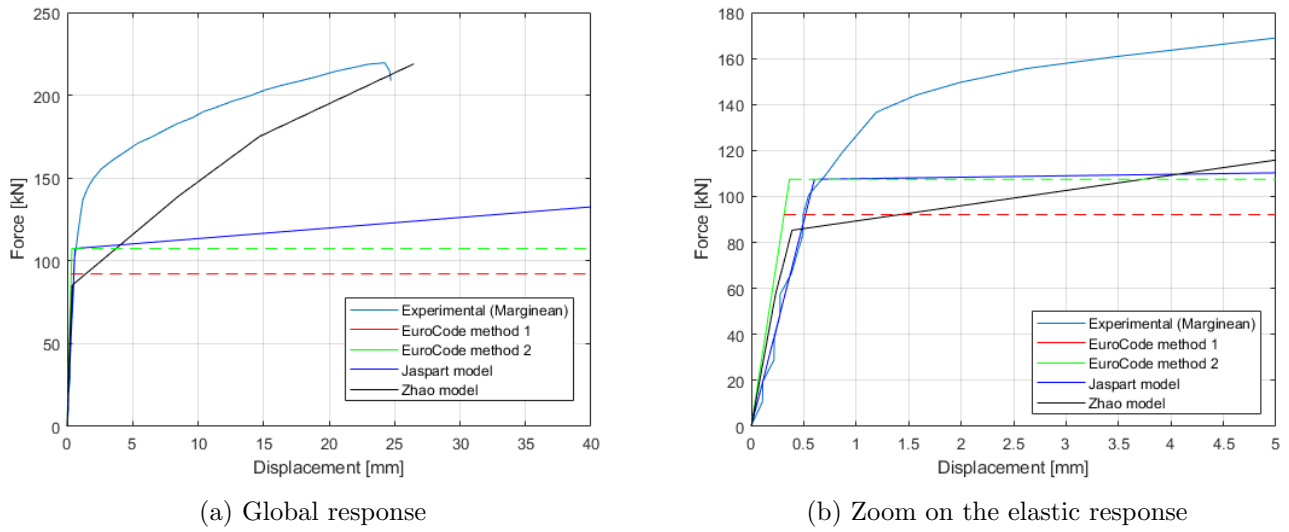 250
200
150
100
50
0
Force [kN]
0 5 10 15 20 25 30 35 40
Displacement [mm]
Experimental (Marginean)
EuroCode method 1
EuroCode method 2
Jaspart model
Zhao model
(a) Global response
180
160
140
120
100
80
60
40
20
0
Force [kN]
0 0.5 1 1.5 2 2.5 3 3.5 4 4.5 5
Displacement [mm]
Experimental (Marginean)
EuroCode method 1
EuroCode method 2
Jaspart model
Zhao model
(b) Zoom on the elastic response